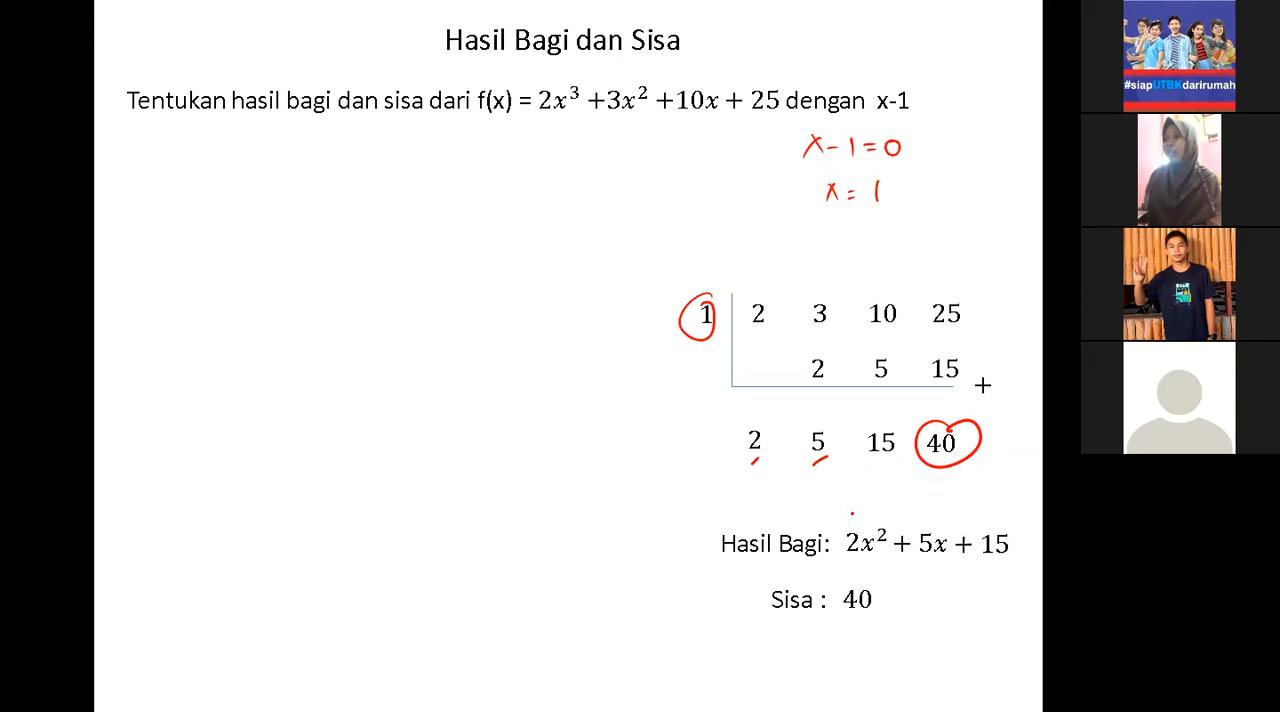 Hasil Bagi dan Sisa
Tentukan hasil bagi dan sisa dari f(x) = 2x³ +3x² +10x + 25 dengan x-1
x - 1 = 0
x = 1
1 2 3 10 25
2 5 15 +
2 5 15 40
Hasil Bagi: 2x² + 5x + 15
Sisa : 40
#siapUTBKdarirumah